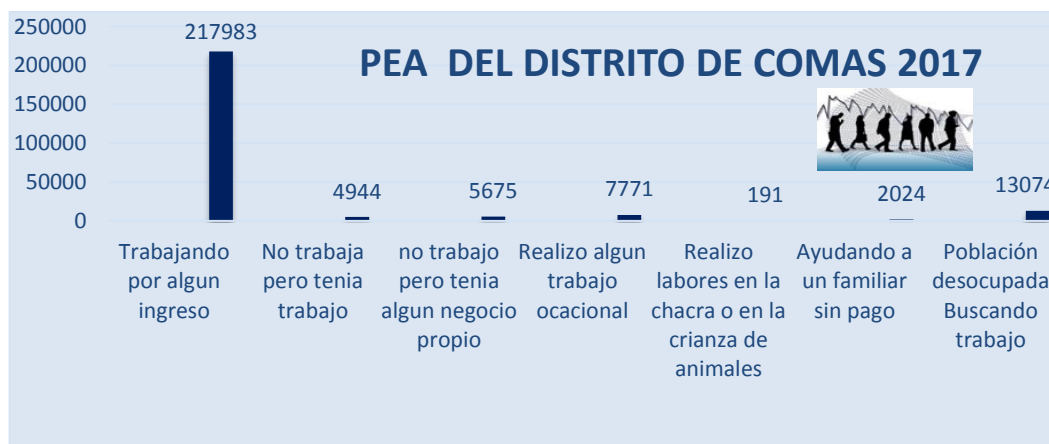 PEA DEL DISTRITO DE COMAS 2017
250000
200000
150000
100000
50000
0
217983
4944
5675
7771
191
2024
13074
Trabajando
por algun
ingreso
No trabaja
pero tenia
trabajo
no trabajo
pero tenia
algun negocio
propio
Realizo algun
trabajo
ocacional
Realizo
labores en la
chacra o en la
crianza de
animales
Ayudando a
un familiar
sin pago
Población
desocupada
Buscando
trabajo